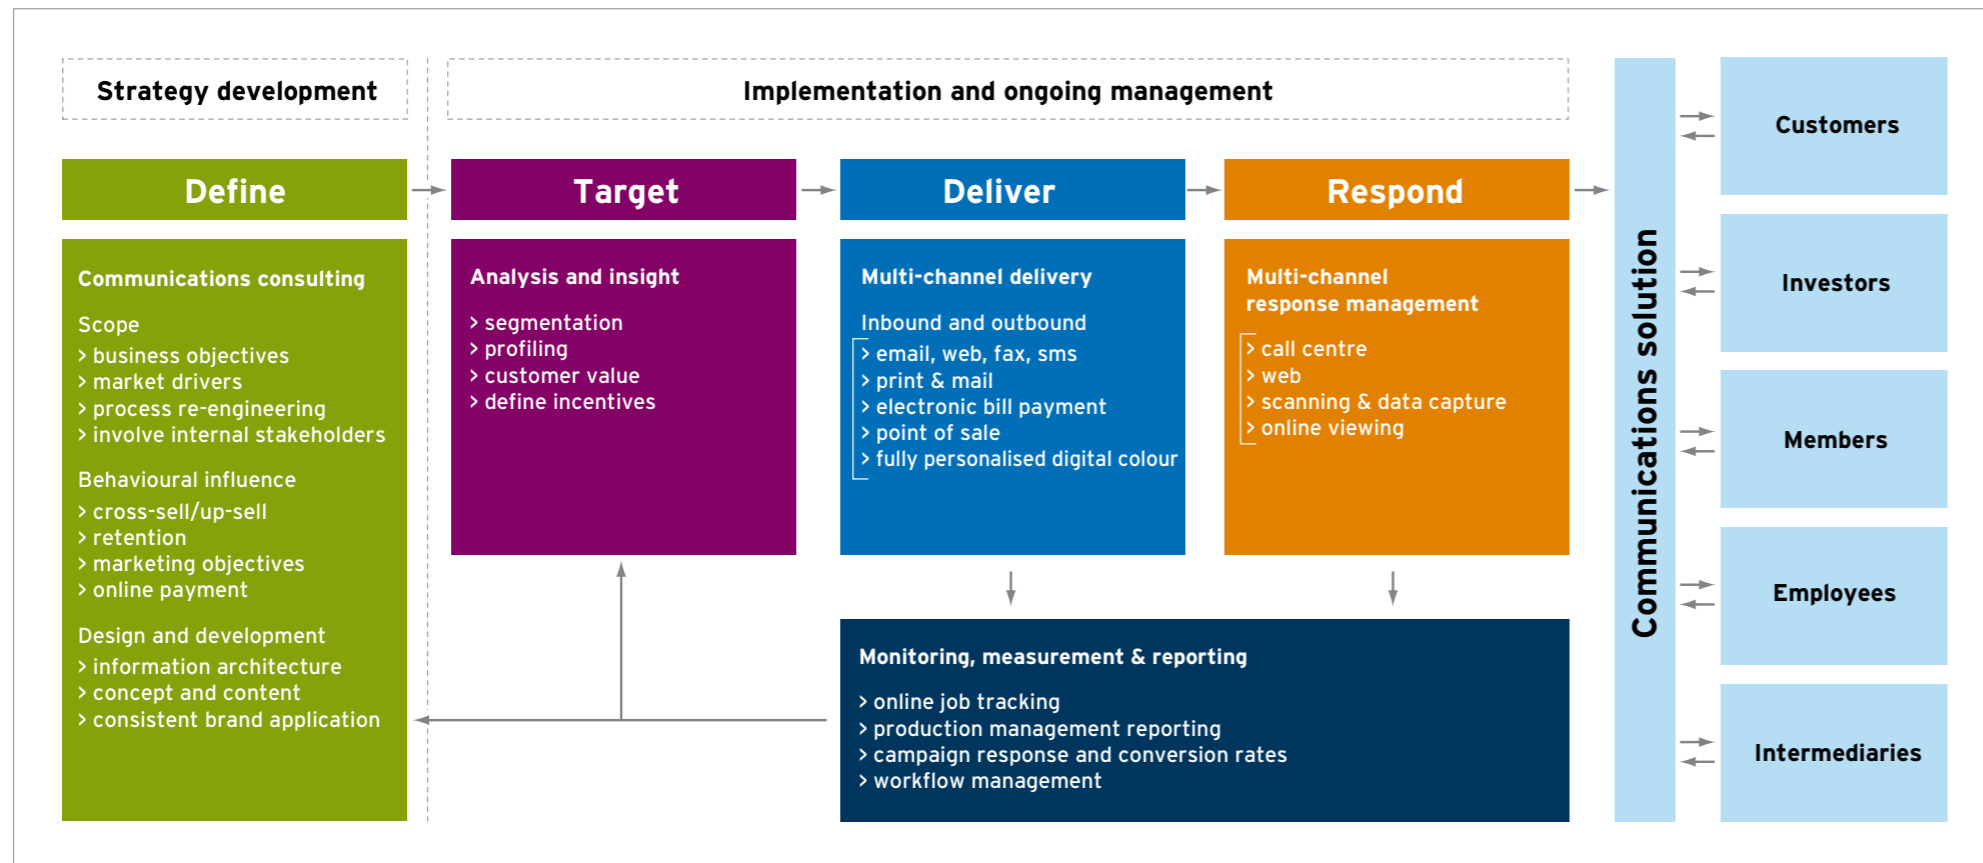 Strategy development
Implementation and ongoing management
Define
Target
Deliver
Respond
Communications consulting
Scope
> business objectives
> market drivers
> process re-engineering
> involve internal stakeholders
Behavioural influence
> cross-sell/up-sell
> retention
> marketing objectives
> online payment
Design and development
> information architecture
> concept and content
> consistent brand application
Analysis and insight
> segmentation
> profiling
> customer value
> define incentives
Multi-channel delivery
Inbound and outbound
> email, web, fax, sms
> print & mail
> electronic bill payment
> point of sale
> fully personalised digital colour
Multi-channel
response management
> call centre
> web
> scanning & data capture
> online viewing
Monitoring, measurement & reporting
> online job tracking
> production management reporting
> campaign response and conversion rates
> workflow management
Communications solution
Customers
Investors
Members
Employees
Intermediaries